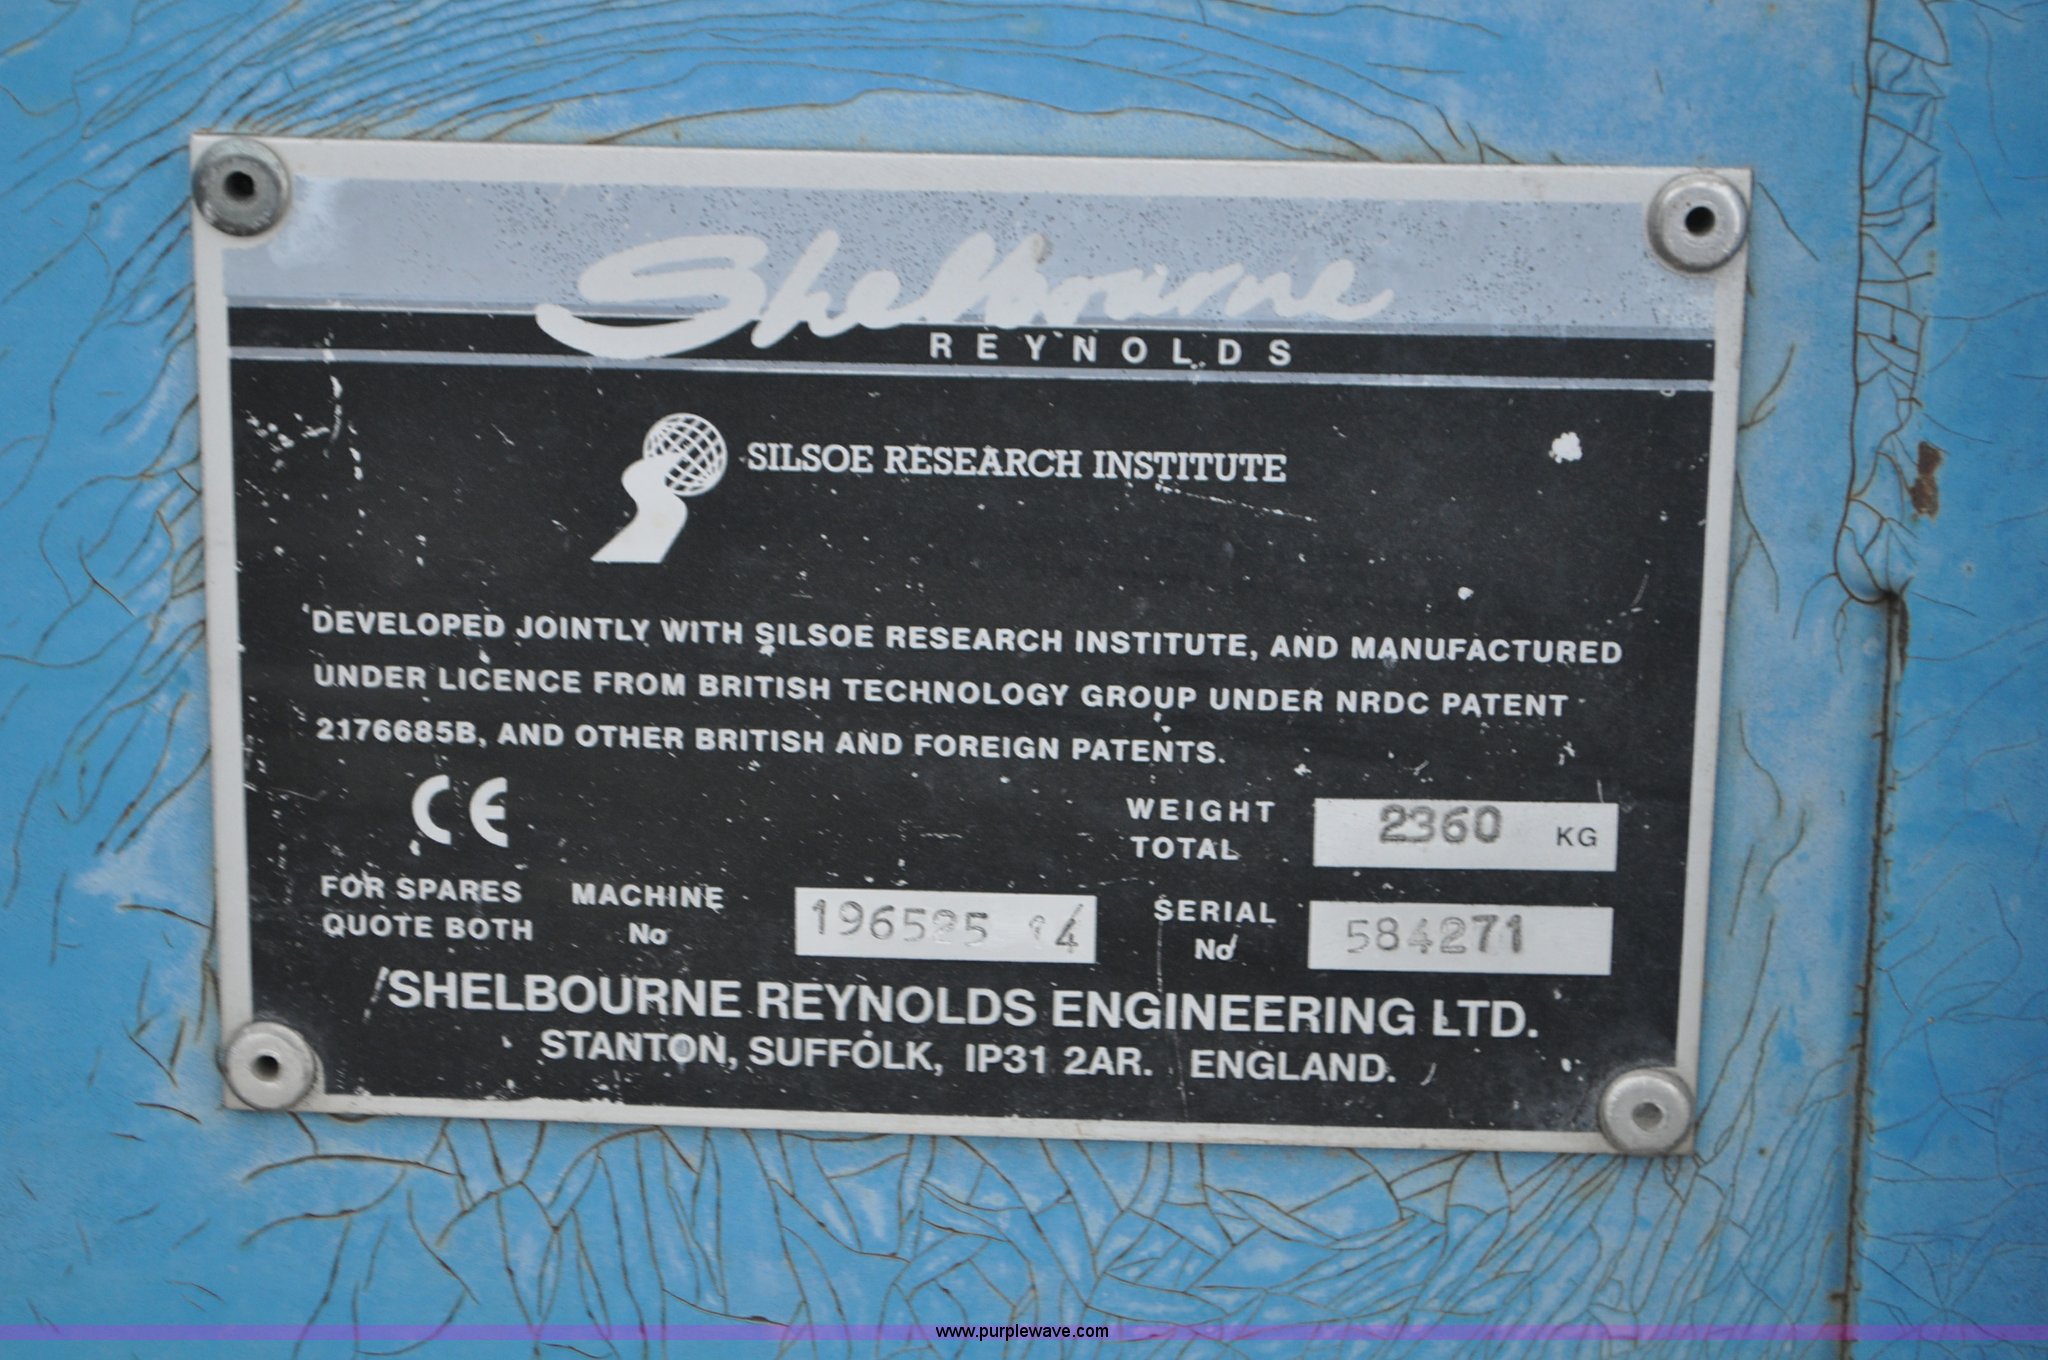 Shelbourne
REYNOLDS
SILSOE RESEARCH INSTITUTE
DEVELOPED JOINTLY WITH SILSOE RESEARCH INSTITUTE, AND MANUFACTURED
UNDER LICENCE FROM BRITISH TECHNOLOGY GROUP UNDER NRDC PATENT
2176685B, AND OTHER BRITISH AND FOREIGN PATENTS.
CE
WEIGHT
TOTAL
2360 KG
FOR SPARES
QUOTE BOTH
MACHINE
No
SERIAL
No
584271
SHELBOURNE REYNOLDS ENGINEERING LTD.
STANTON, SUFFOLK, IP31 2AR. ENGLAND.
www.purplewave.com